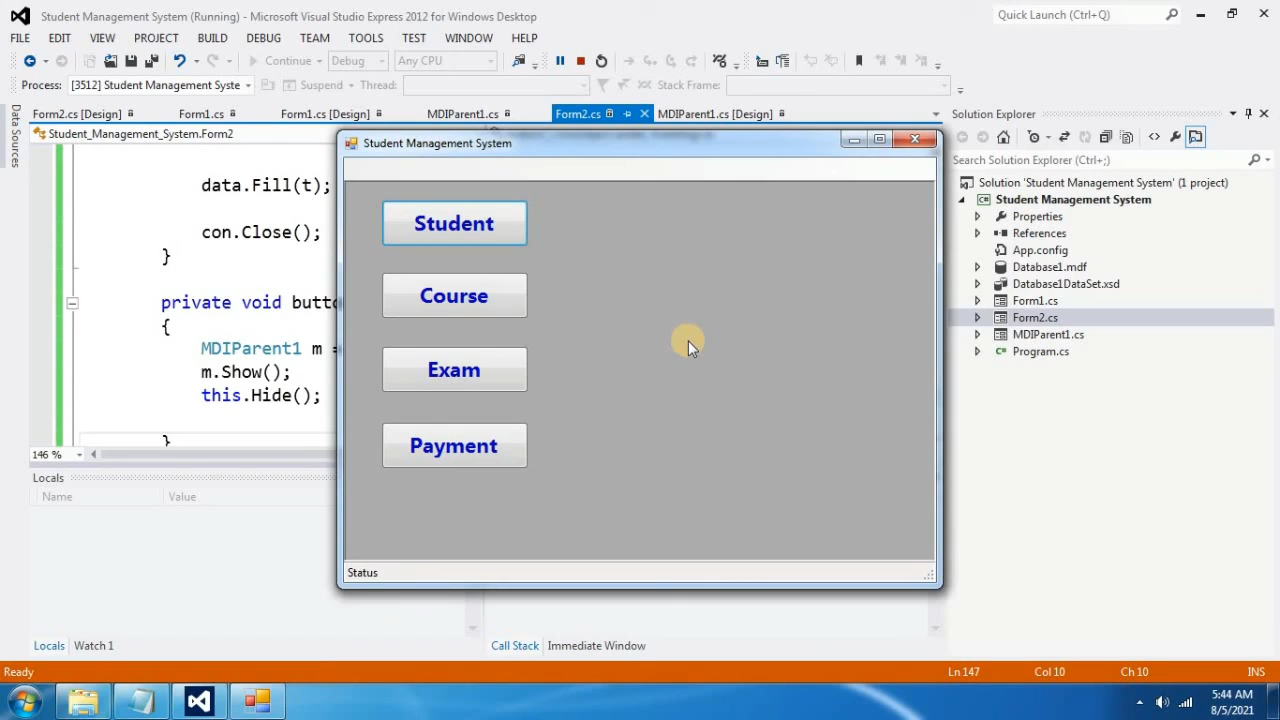 Student Management System (Running) - Microsoft Visual Studio Express 2012 for Windows Desktop
Quick Launch (Ctrl+Q)
FILE EDIT VIEW PROJECT BUILD DEBUG TEAM TOOLS TEST WINDOW HELP
Continue Debug Any CPU
Process: [3512] Student Management Syste Suspend Thread: Stack Frame:
Form2.cs [Design] Form1.cs Form1.cs [Design] MDIParent1.cs Form2.cs MDIParent1.cs [Design]
Data Sources
Student_Management_System.Form2
data.Fill(t);
con.Close();
}
private void butto
{
MDIParent1 m =
m.Show();
this.Hide();
}
146 %
Student Management System
Student
Course
Exam
Payment
Status
Solution Explorer
Search Solution Explorer (Ctrl+;)
Solution 'Student Management System' (1 project)
Student Management System
Properties
References
App.config
Database1.mdf
Database1DataSet.xsd
Form1.cs
Form2.cs
MDIParent1.cs
Program.cs
Locals
Name Value
Locals Watch 1
Call Stack Immediate Window
Ready Ln 147 Col 10 Ch 10 INS
5:44 AM
8/5/2021